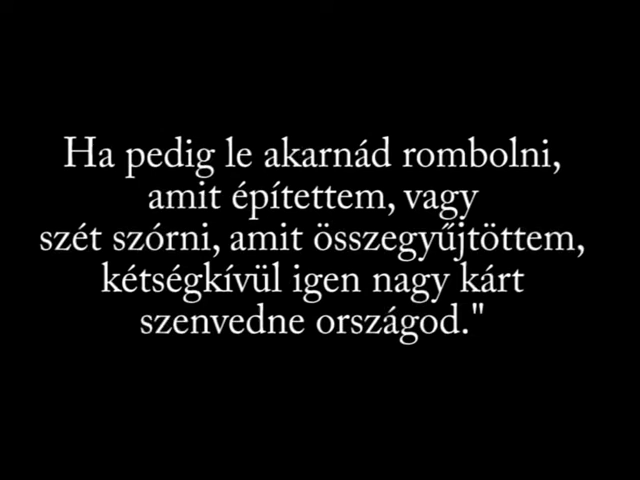 Ha pedig le akarnád rombolni,
amit építettem, vagy
szét szórni, amit összegyűjtöttem,
kétségkívül igen nagy kárt
szenvedne országod."